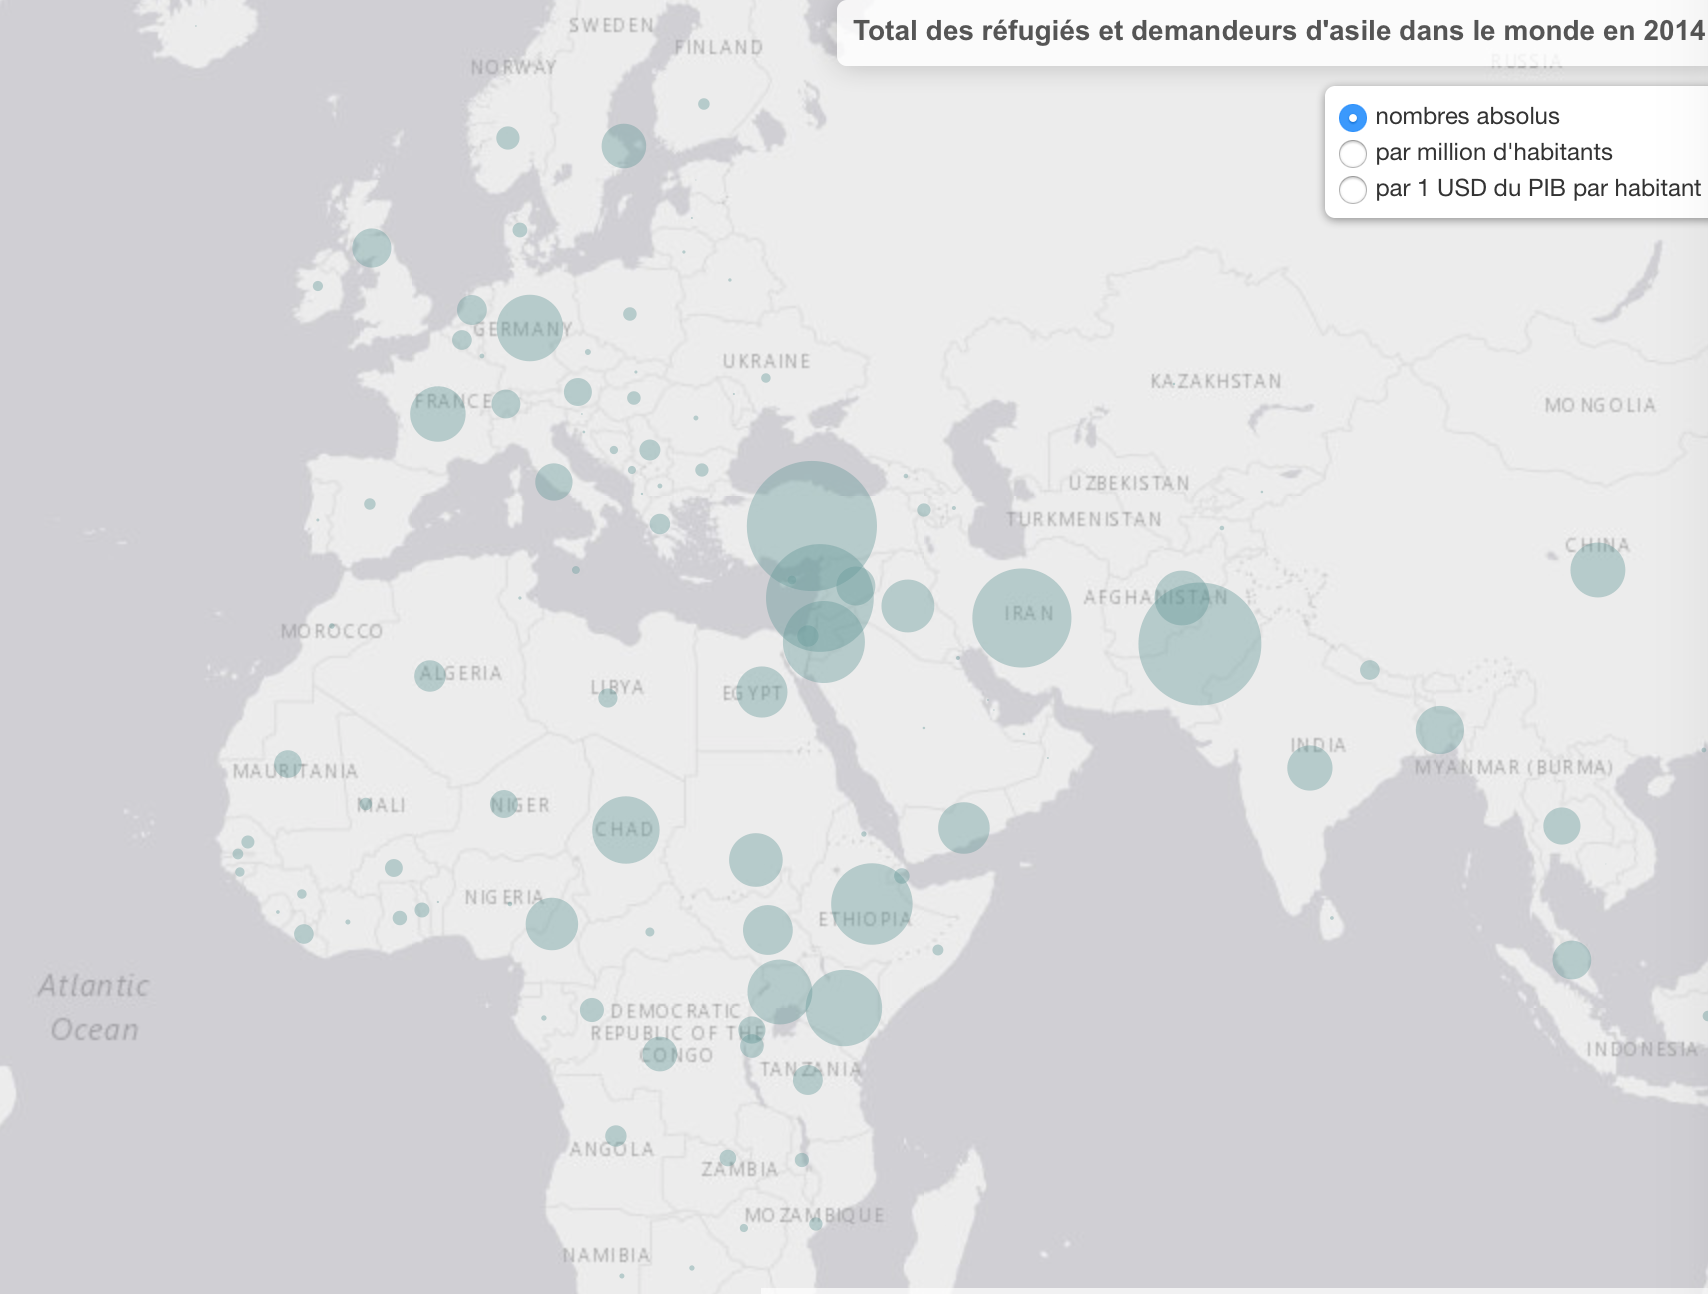 Total des réfugiés et demandeurs d'asile dans le monde en 2014
RUSSIA
nombres absolus
par million d'habitants
par 1 USD du PIB par habitant
SWEDEN
FINLAND
NORWAY
GERMANY
UKRAINE
KAZAKHSTAN
FRANCE
MONGOLIA
UZBEKISTAN
TURKMENISTAN
CHINA
AFGHANISTAN
IRAN
MOROCCO
ALGERIA
LIBYA
EGYPT
INDIA
MYANMAR (BURMA)
MAURITANIA
MALI
NIGER
CHAD
NIGERIA
ETHIOPIA
Atlantic
Ocean
DEMOCRATIC
REPUBLIC OF THE
CONGO
INDONESIA
TANZANIA
ANGOLA
ZAMBIA
MOZAMBIQUE
NAMIBIA